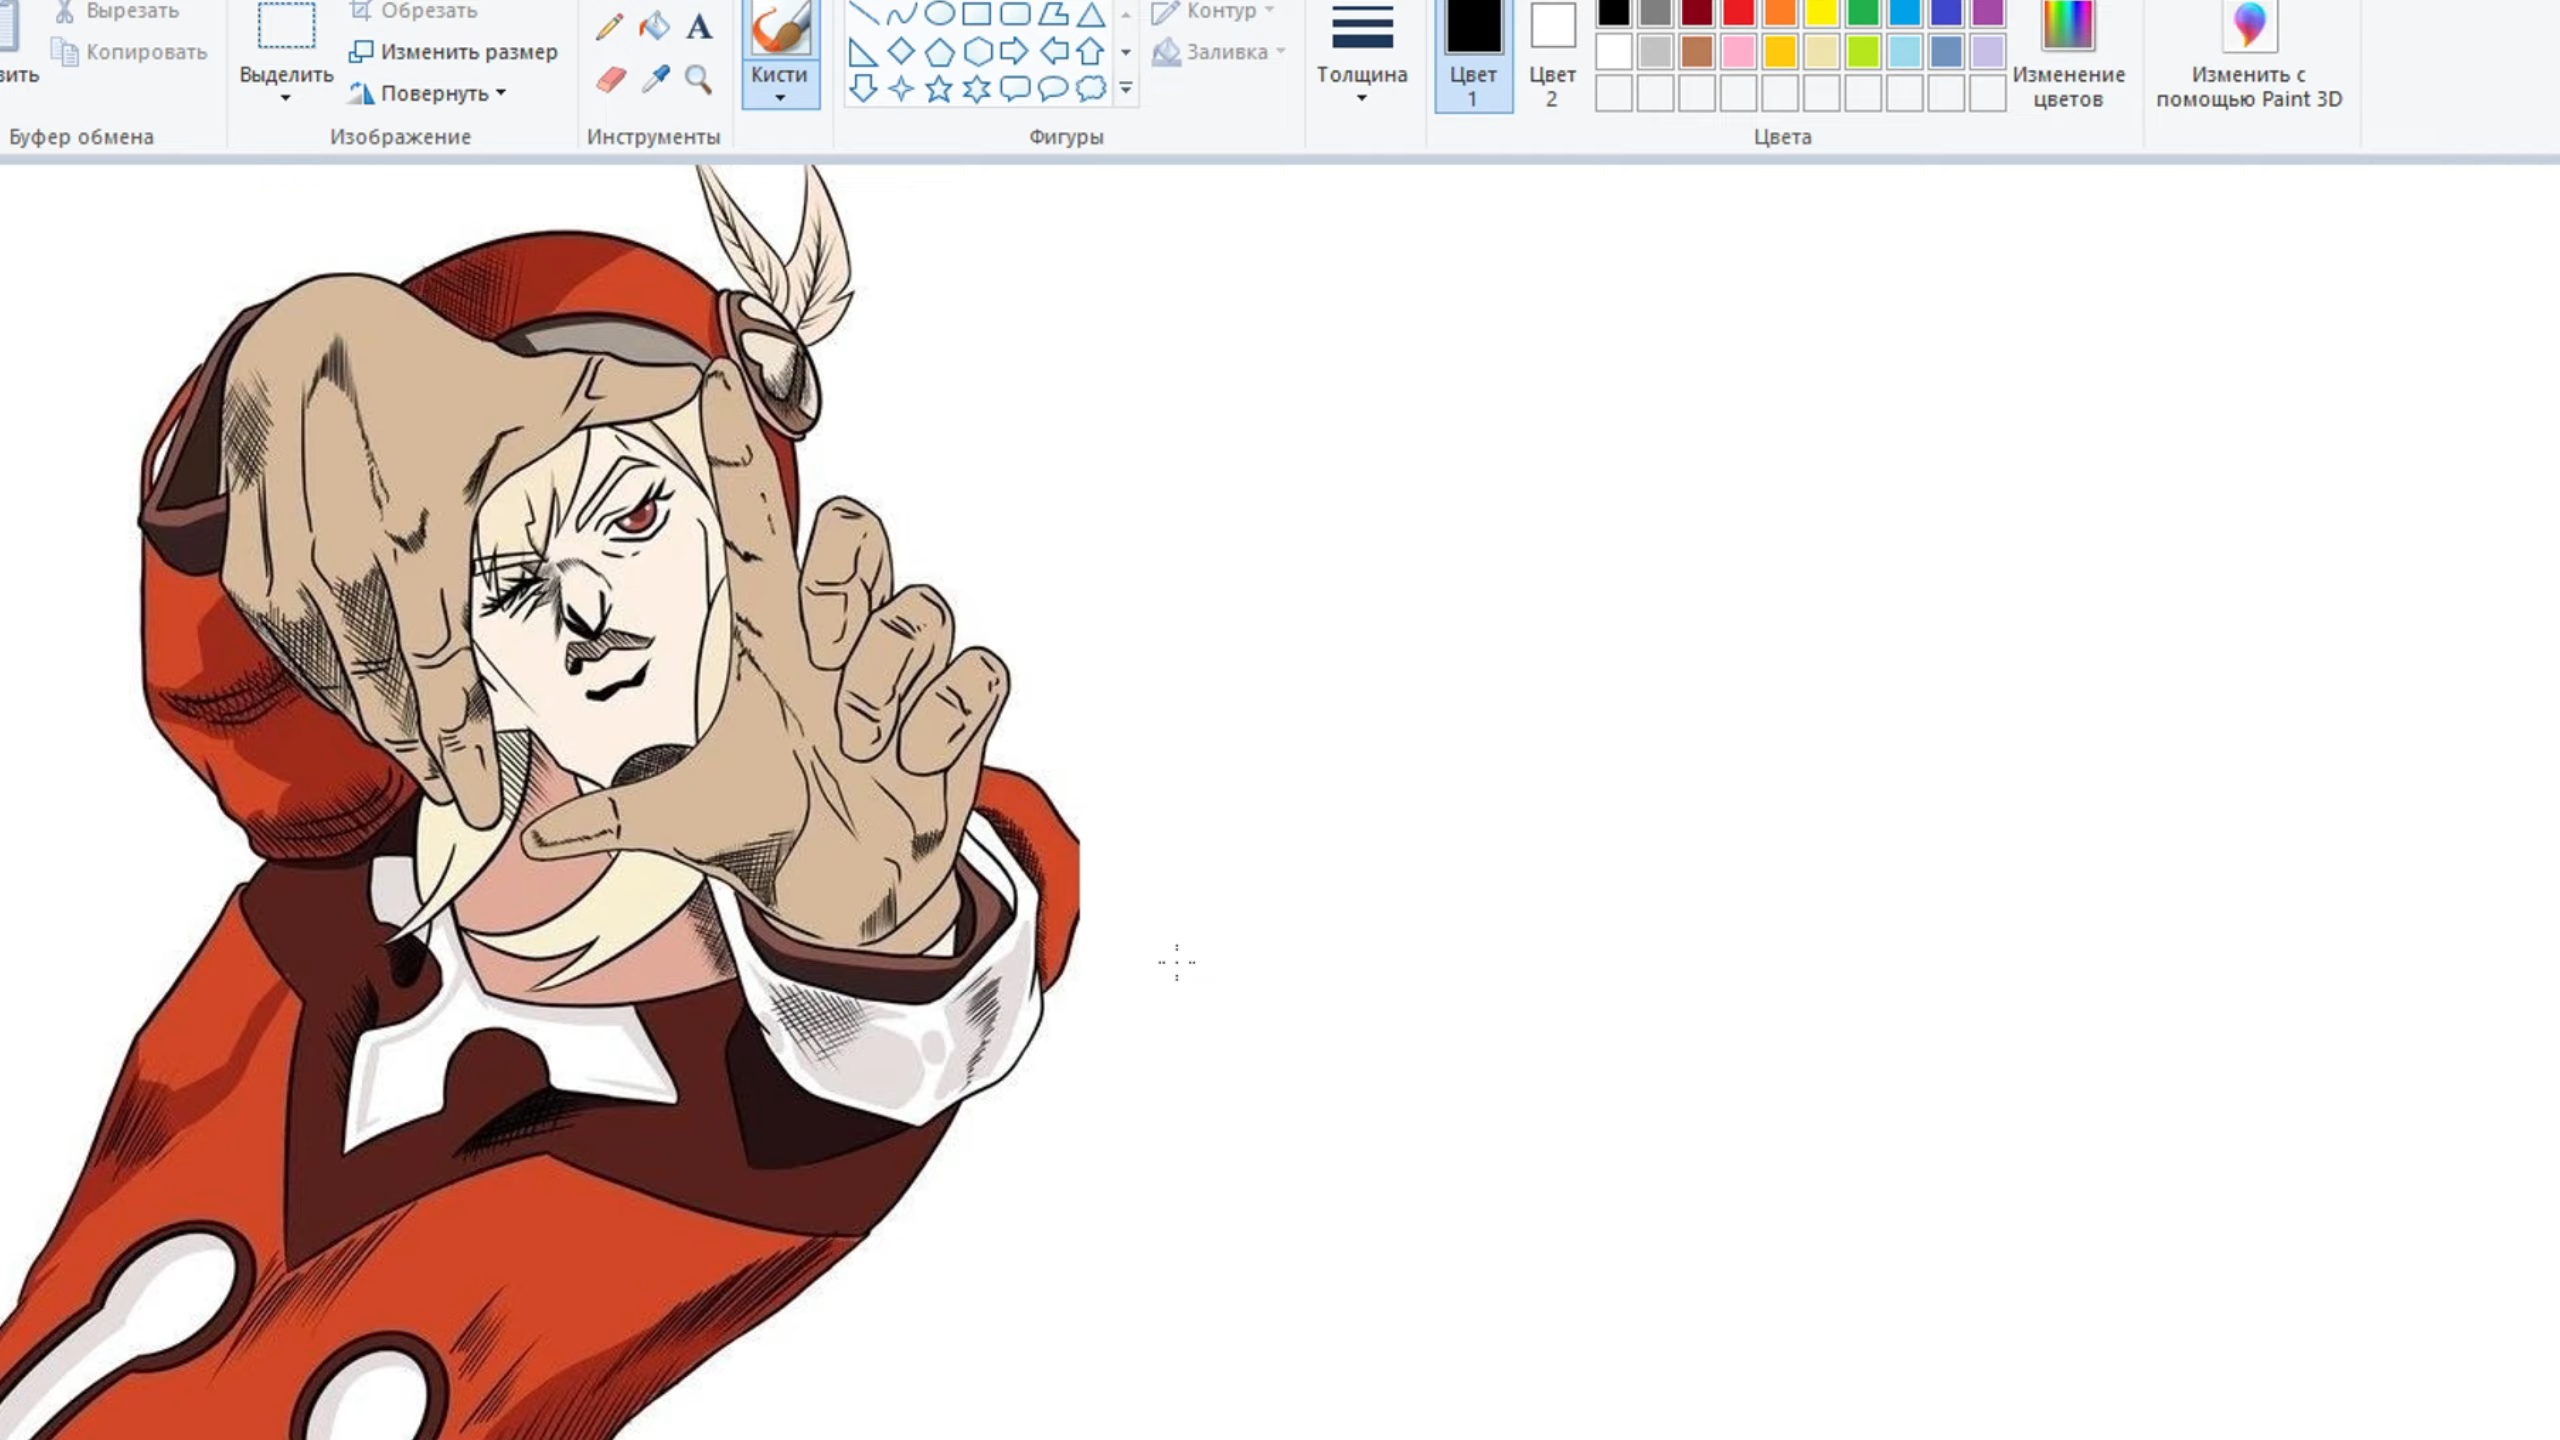 Вырезать
Обрезать
Контур
Копировать
Изменить размер
Заливка
Выделить
Повернуть
Кисти
Толщина
Цвет
1
Цвет
2
Изменение
цветов
Изменить с
помощью Paint 3D
Буфер обмена
Изображение
Инструменты
Фигуры
Цвета